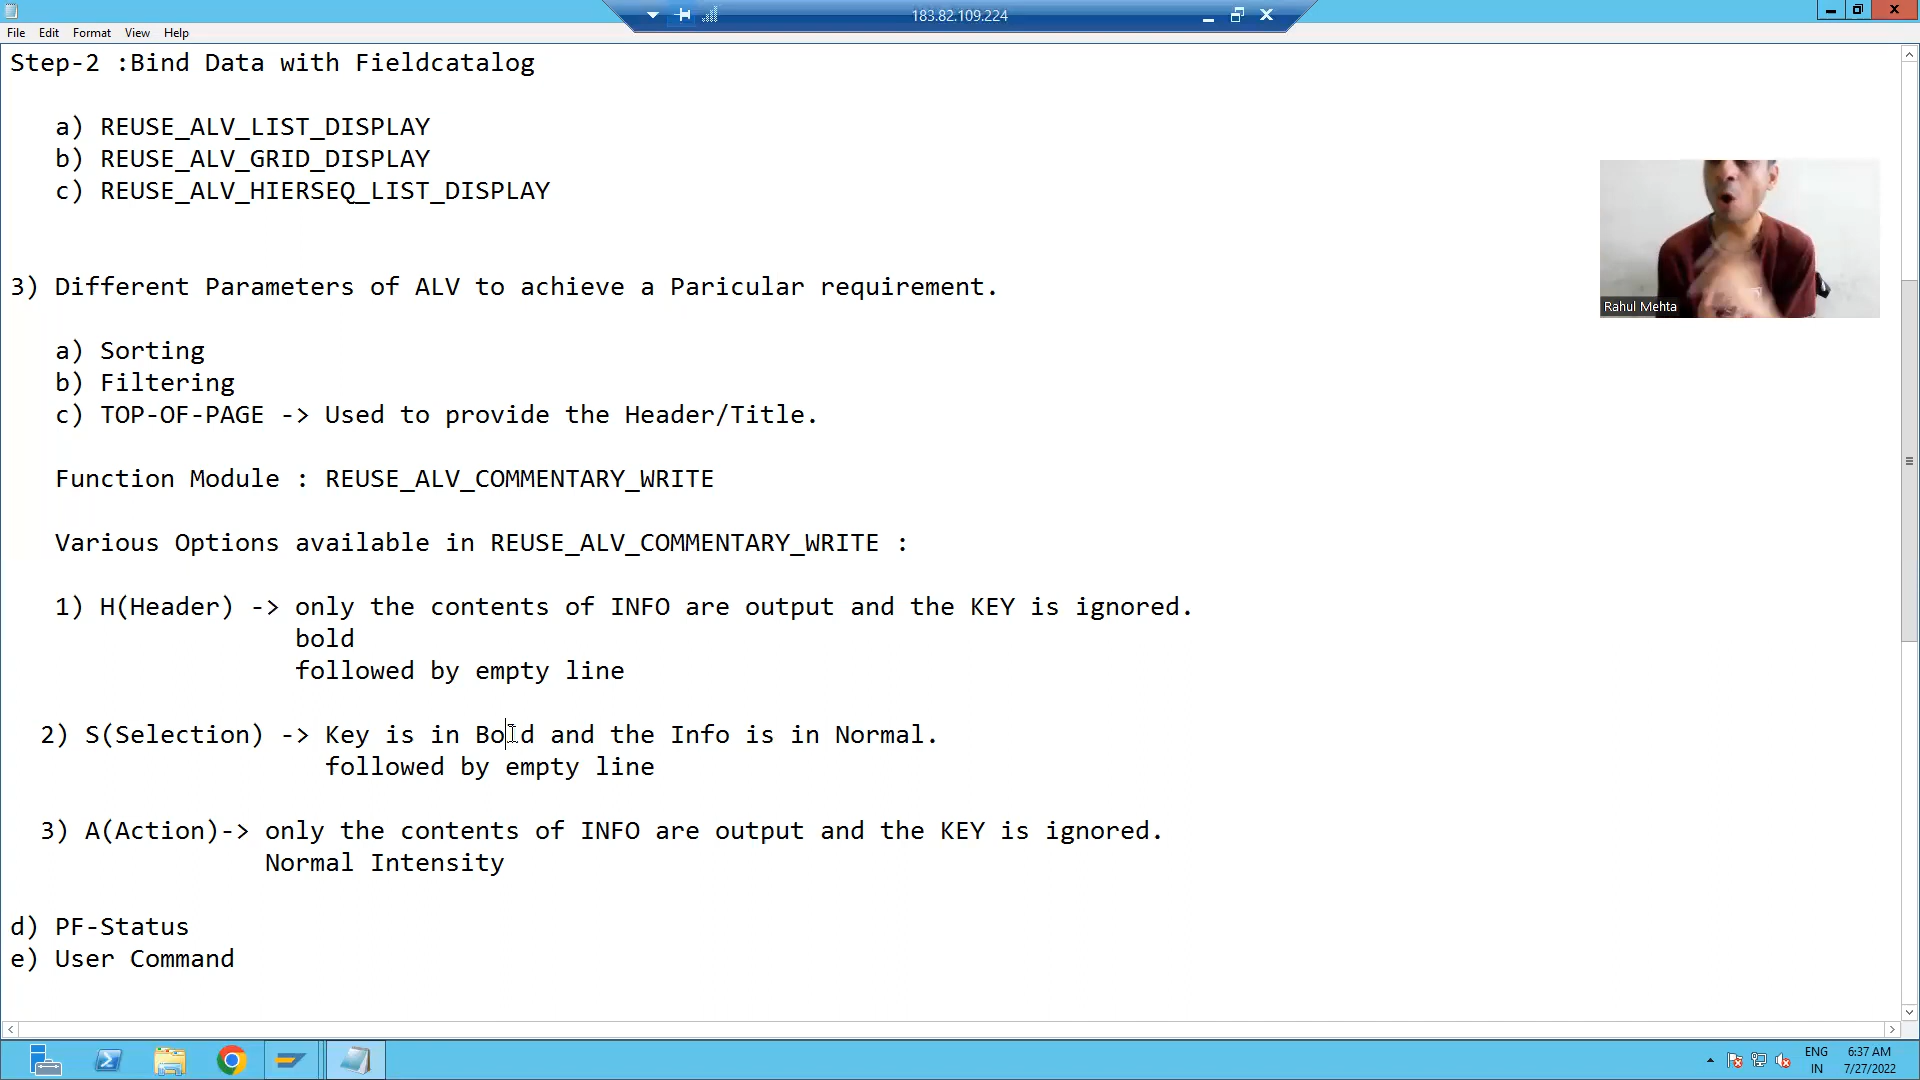 183.82.109.224
File Edit Format View Help
Step-2 :Bind Data with Fieldcatalog
a) REUSE_ALV_LIST_DISPLAY
b) REUSE_ALV_GRID_DISPLAY
c) REUSE_ALV_HIERSEQ_LIST_DISPLAY
3) Different Parameters of ALV to achieve a Paricular requirement.
a) Sorting
b) Filtering
c) TOP-OF-PAGE -> Used to provide the Header/Title.
Function Module : REUSE_ALV_COMMENTARY_WRITE
Various Options available in REUSE_ALV_COMMENTARY_WRITE :
1) H(Header) -> only the contents of INFO are output and the KEY is ignored.
bold
followed by empty line
2) S(Selection) -> Key is in Bold and the Info is in Normal.
followed by empty line
3) A(Action)-> only the contents of INFO are output and the KEY is ignored.
Normal Intensity
d) PF-Status
e) User Command
Rahul Mehta
ENG 6:37 AM
IN 7/27/2022